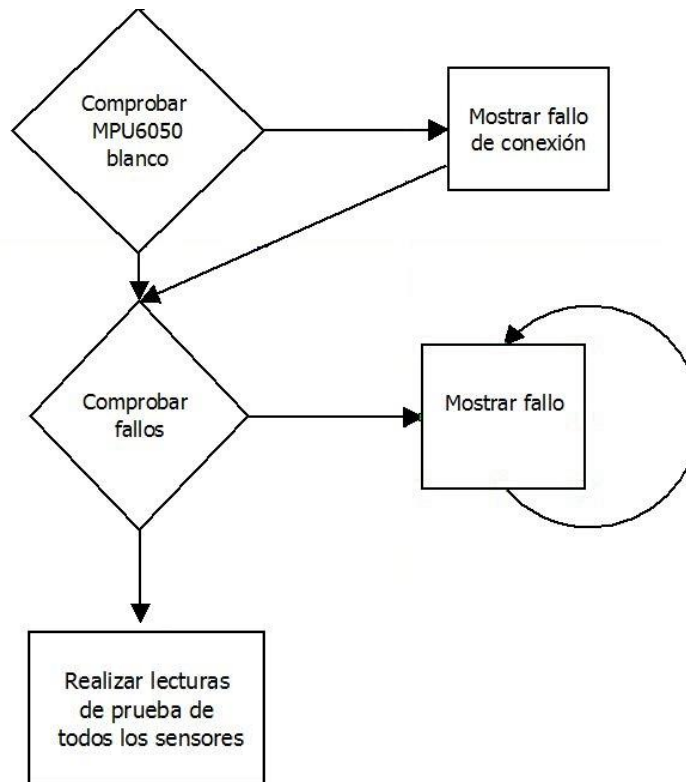 Comprobar
MPU6050
blanco
Mostrar fallo
de conexión
Comprobar
fallos
Mostrar fallo
Realizar lecturas
de prueba de
todos los sensores